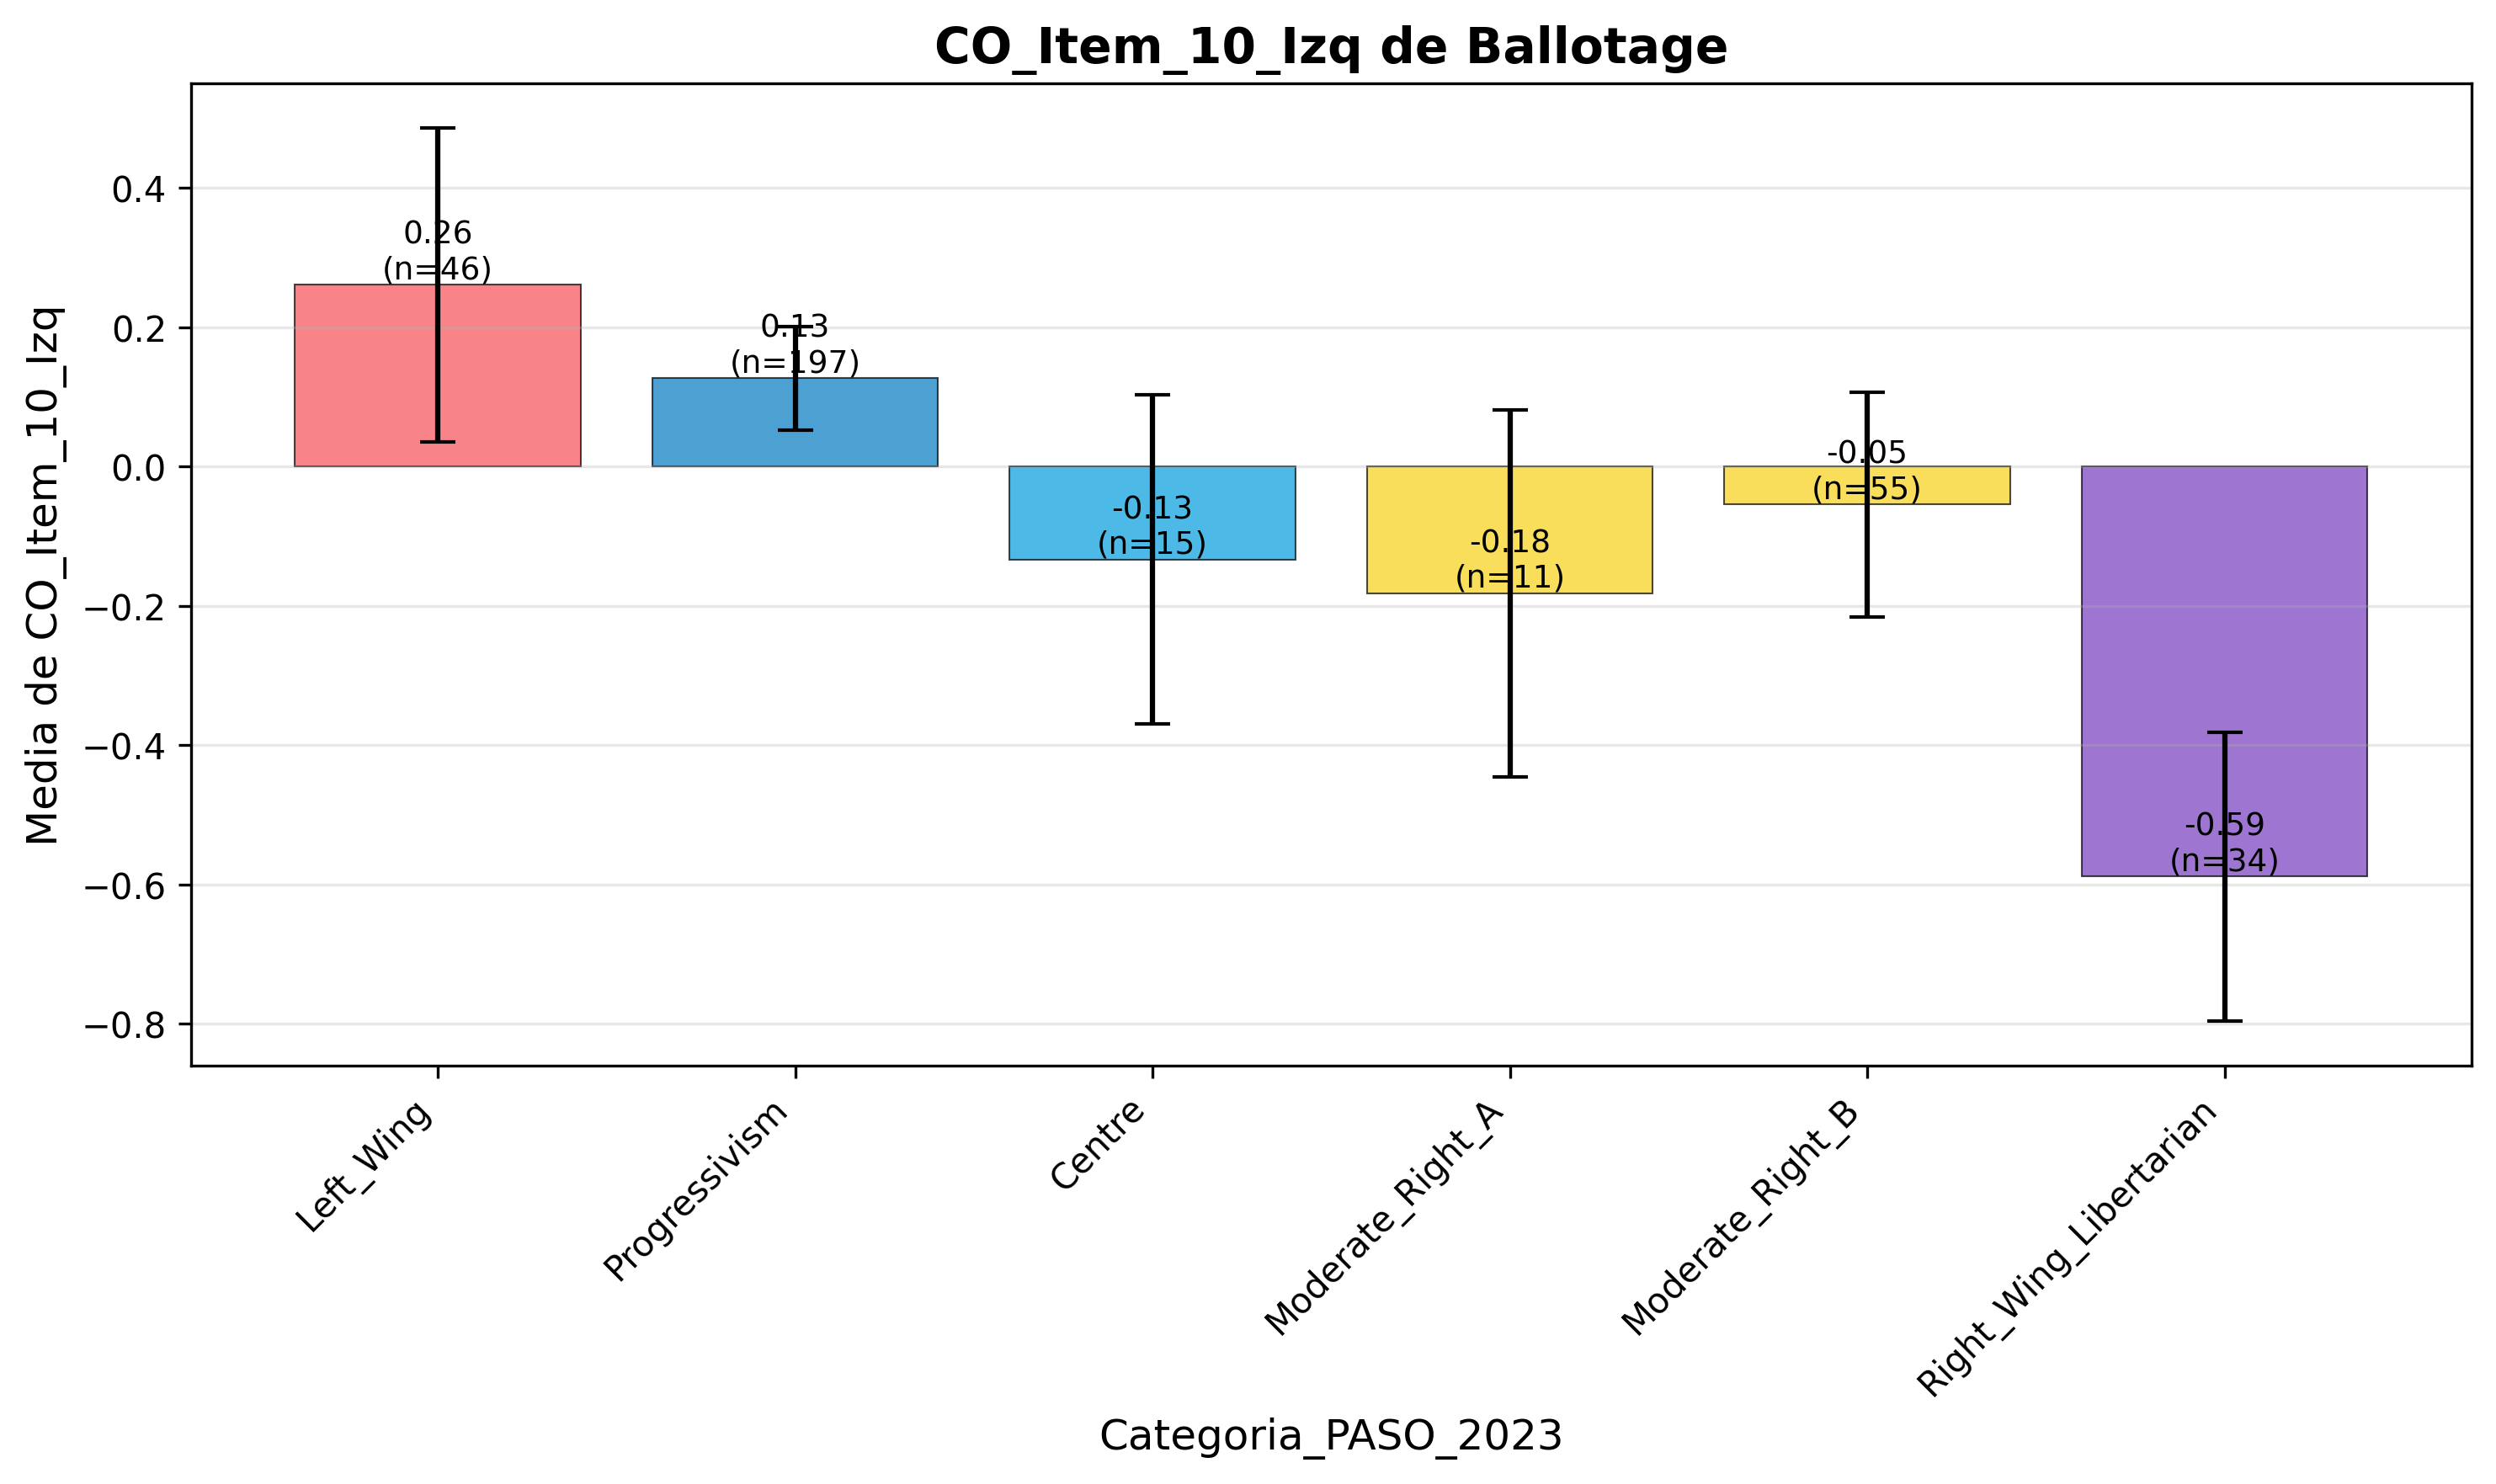 CO_Item_10_Izq de Ballotage
Media de CO_Item_10_Izq
0.4
0.2
0.0
−0.2
−0.4
−0.6
−0.8
0.26
(n=46)
0.13
(n=197)
-0.13
(n=15)
-0.18
(n=11)
-0.05
(n=55)
-0.59
(n=34)
Left_Wing
Progressivism
Centre
Moderate_Right_A
Moderate_Right_B
Right_Wing_Libertarian
Categoria_PASO_2023